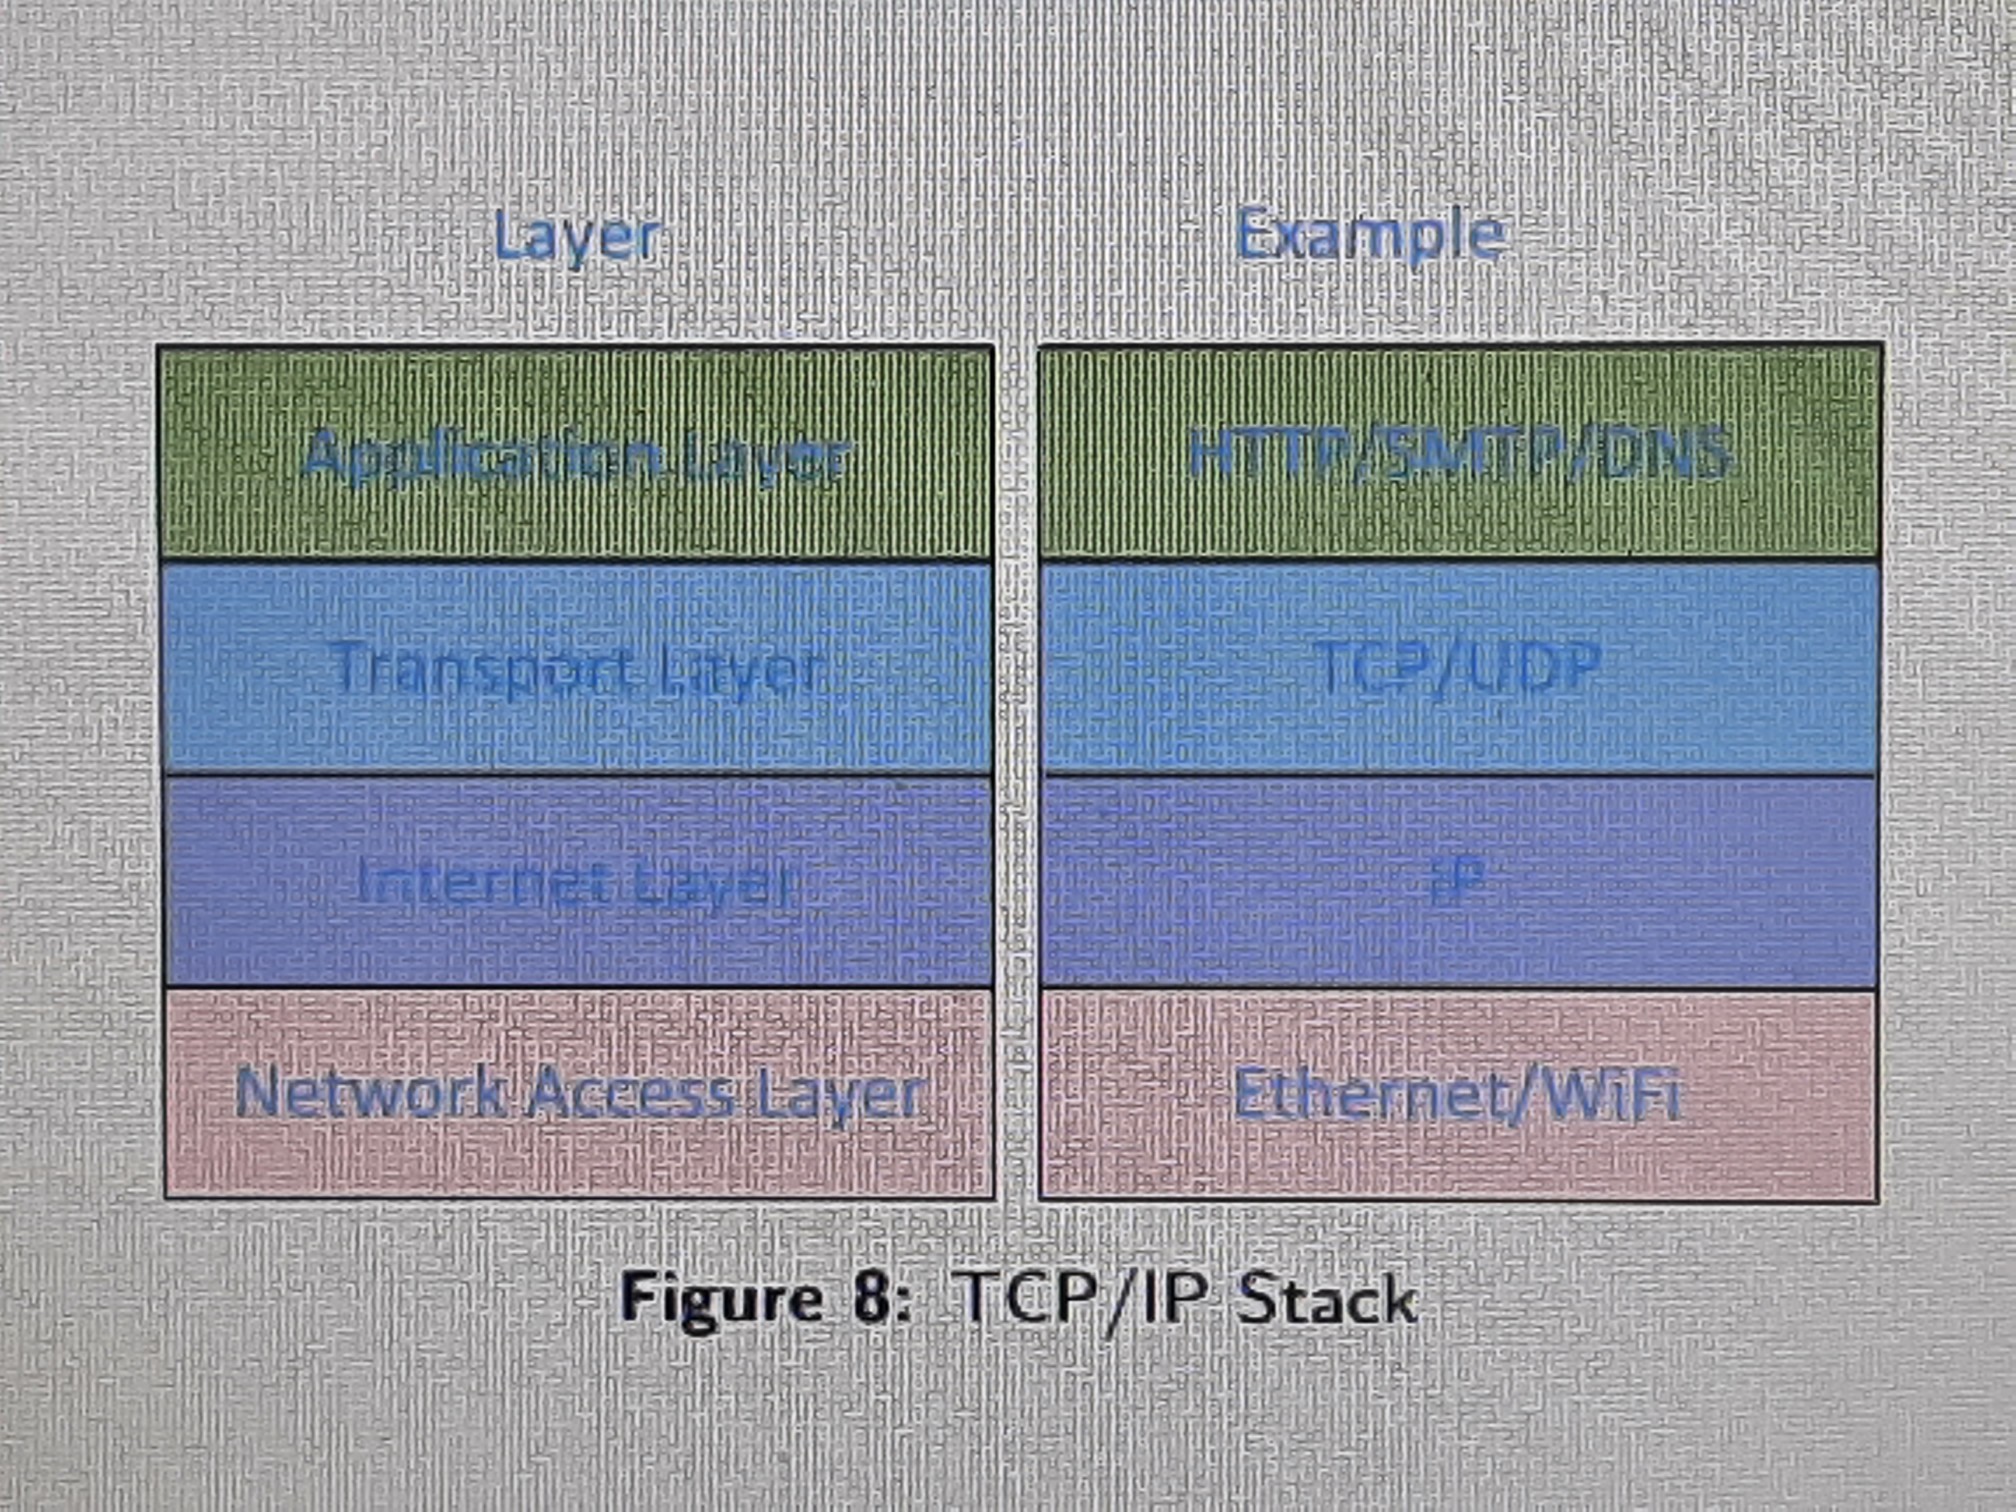 Layer Example
Application Layer HTTP/SMTP/DNS
Transport Layer TCP/UDP
Internet Layer IP
Network Access Layer Ethernet/WiFi
Figure 8: TCP/IP Stack